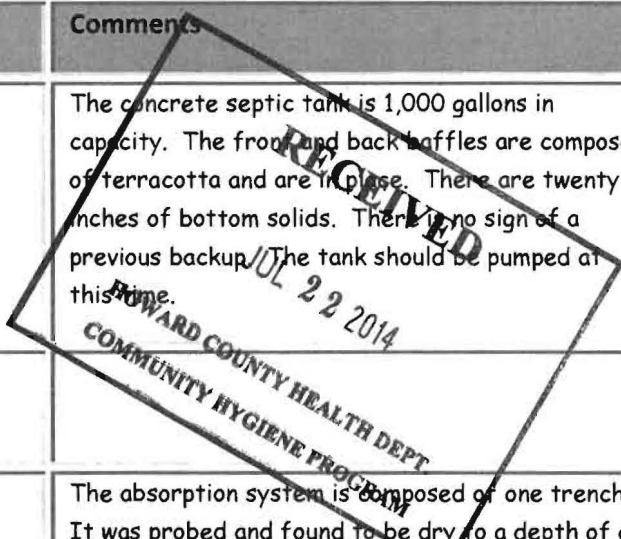 Comments
The concrete septic tank is 1,000 gallons in
capacity. The front and back baffles are compose
of terracotta and are in place. There are twenty
inches of bottom solids. There is no sign of a
previous backup. The tank should be pumped at
this time.
RECEIVED
JUL 22 2014
HOWARD COUNTY HEALTH DEPT.
COMMUNITY HYGIENE PROGRAM
The absorption system is composed of one trench
It was probed and found to be dry to a depth of